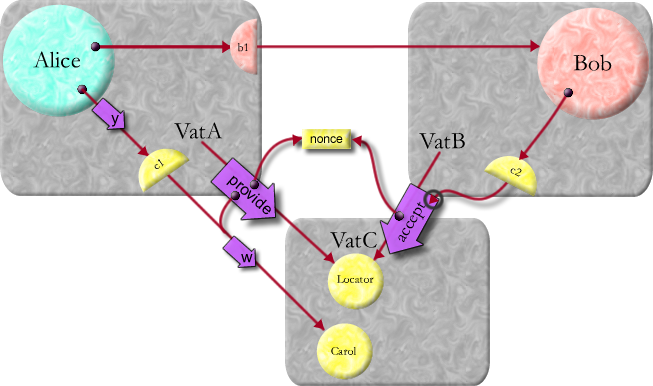 Alice
b1
Bob
y
VatA
nonce
VatB
c1
c2
provide
accept
w
VatC
Locator
Carol